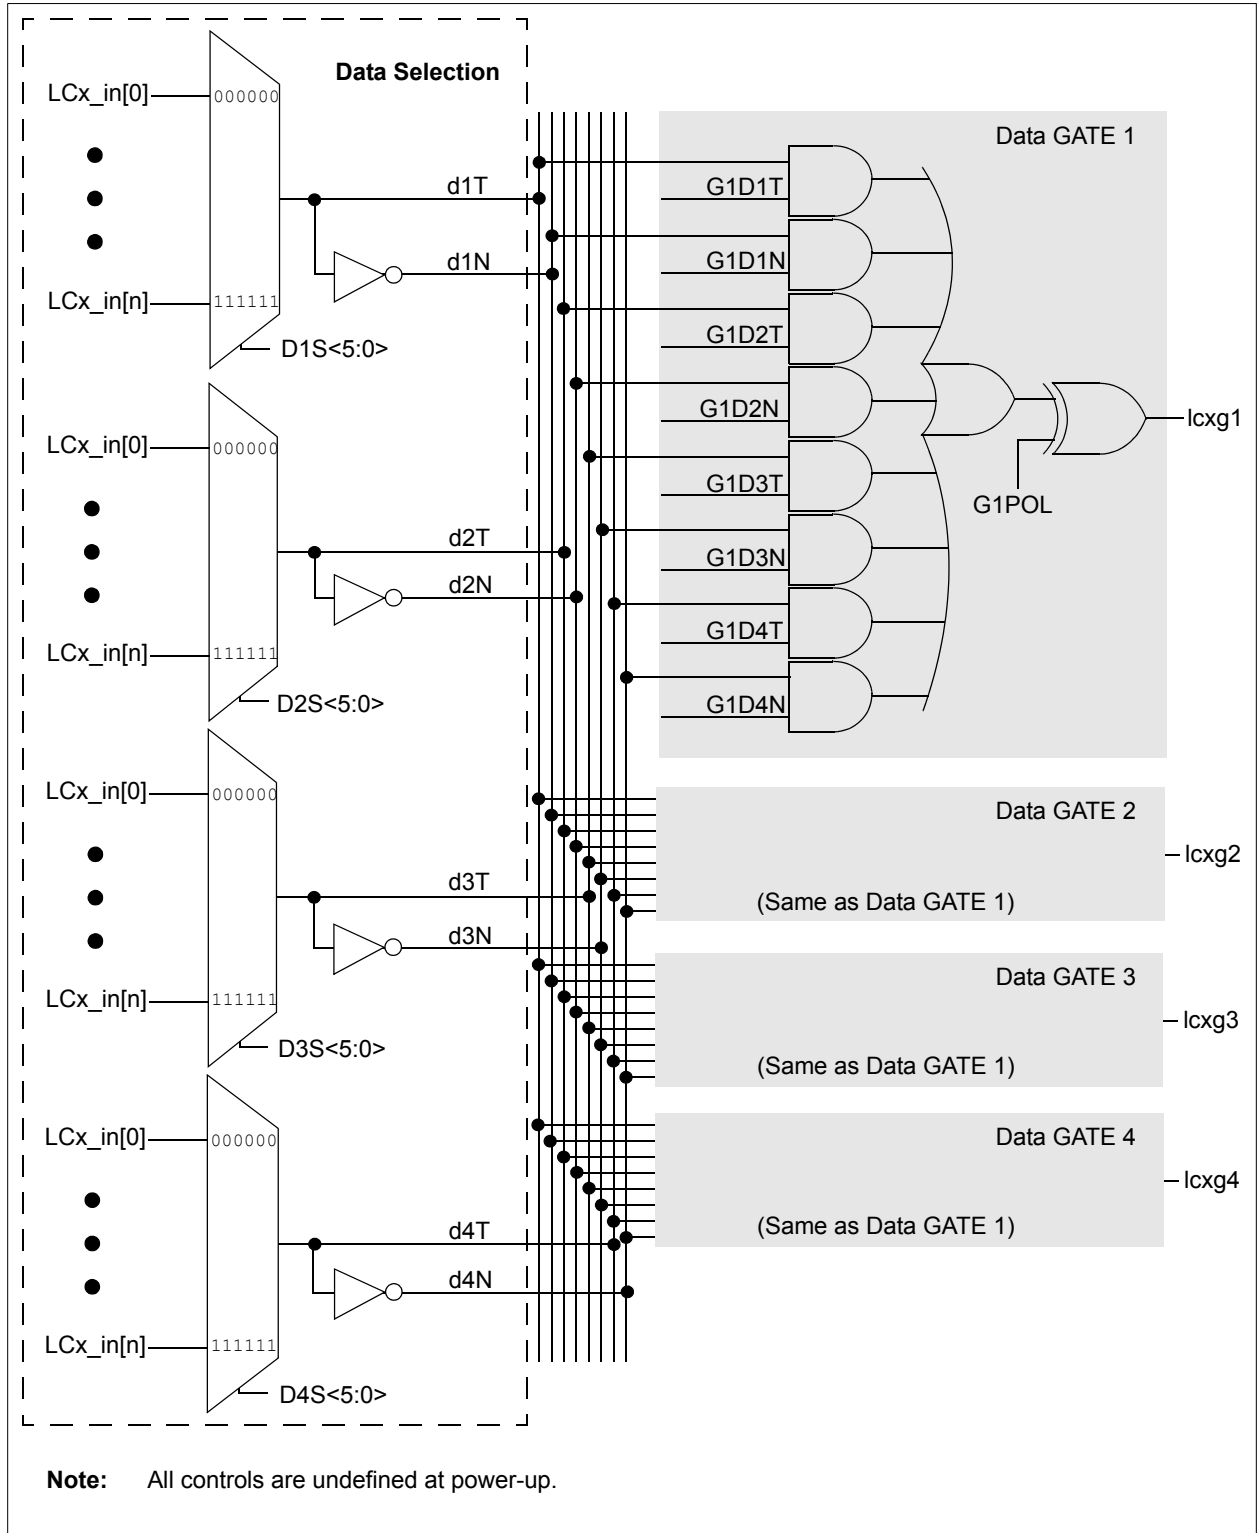 Data Selection
LCx_in[0]
000000
d1T
d1N
LCx_in[n]
111111
D1S<5:0>
LCx_in[0]
000000
d2T
d2N
LCx_in[n]
111111
D2S<5:0>
LCx_in[0]
000000
d3T
d3N
LCx_in[n]
111111
D3S<5:0>
LCx_in[0]
000000
d4T
d4N
LCx_in[n]
111111
D4S<5:0>
Data GATE 1
G1D1T
G1D1N
G1D2T
G1D2N
G1D3T
G1D3N
G1D4T
G1D4N
G1POL
lcxg1
Data GATE 2
(Same as Data GATE 1)
lcxg2
Data GATE 3
(Same as Data GATE 1)
lcxg3
Data GATE 4
(Same as Data GATE 1)
lcxg4
Note: All controls are undefined at power-up.